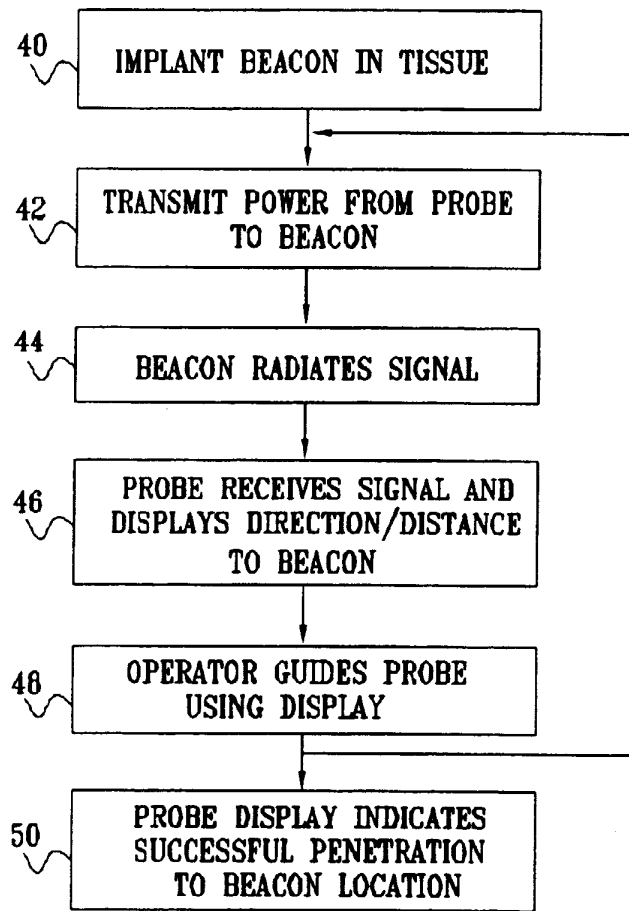 40
IMPLANT BEACON IN TISSUE
42
TRANSMIT POWER FROM PROBE
TO BEACON
44
BEACON RADIATES SIGNAL
46
PROBE RECEIVES SIGNAL AND
DISPLAYS DIRECTION/DISTANCE
TO BEACON
48
OPERATOR GUIDES PROBE
USING DISPLAY
50
PROBE DISPLAY INDICATES
SUCCESSFUL PENETRATION
TO BEACON LOCATION